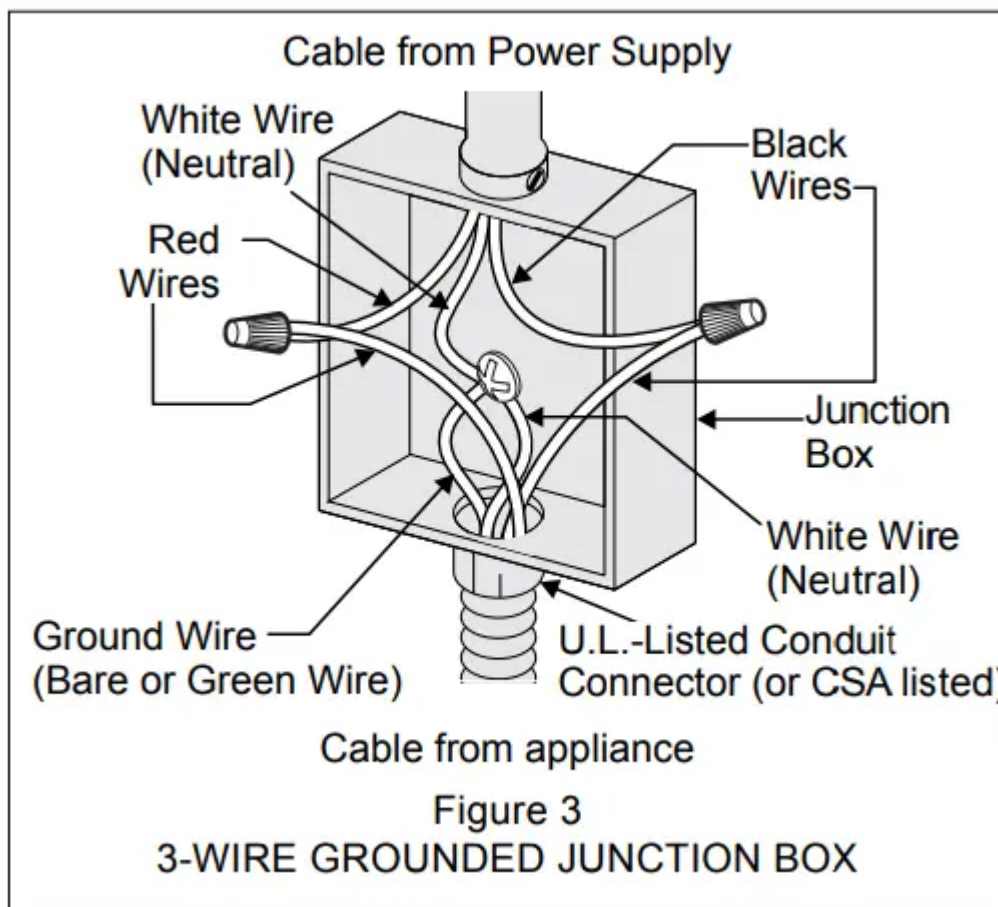 Cable from Power Supply
White Wire
(Neutral)
Black
Wires
Red
Wires
Junction
Box
White Wire
(Neutral)
Ground Wire
(Bare or Green Wire)
U.L.-Listed Conduit
Connector (or CSA listed)
Cable from appliance
Figure 3
3-WIRE GROUNDED JUNCTION BOX